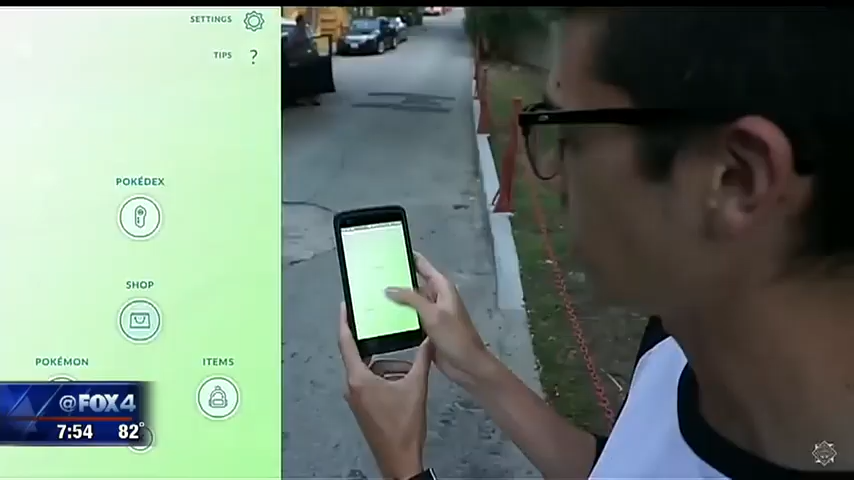 SETTINGS
TIPS ?
POKÉDEX
SHOP
POKÉMON
ITEMS
@FOX4
7:54 82°